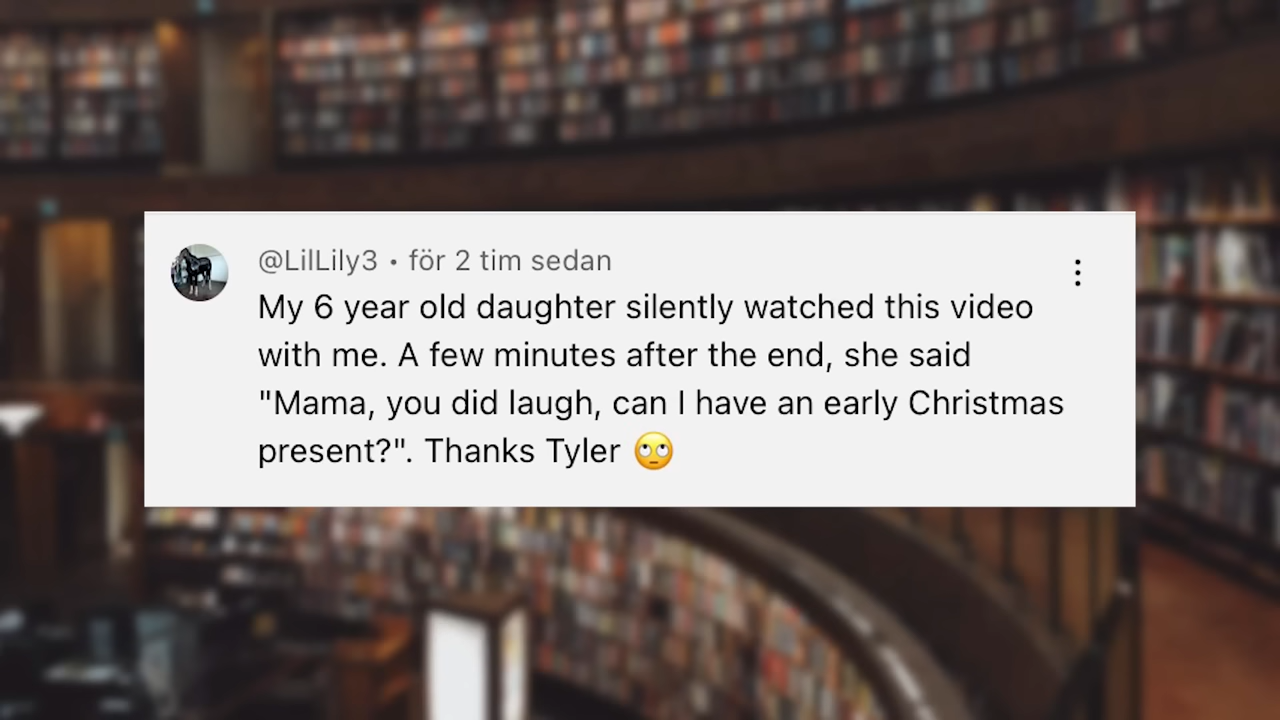 @LilLily3 • för 2 tim sedan
My 6 year old daughter silently watched this video
with me. A few minutes after the end, she said
"Mama, you did laugh, can I have an early Christmas
present?". Thanks Tyler 🙄